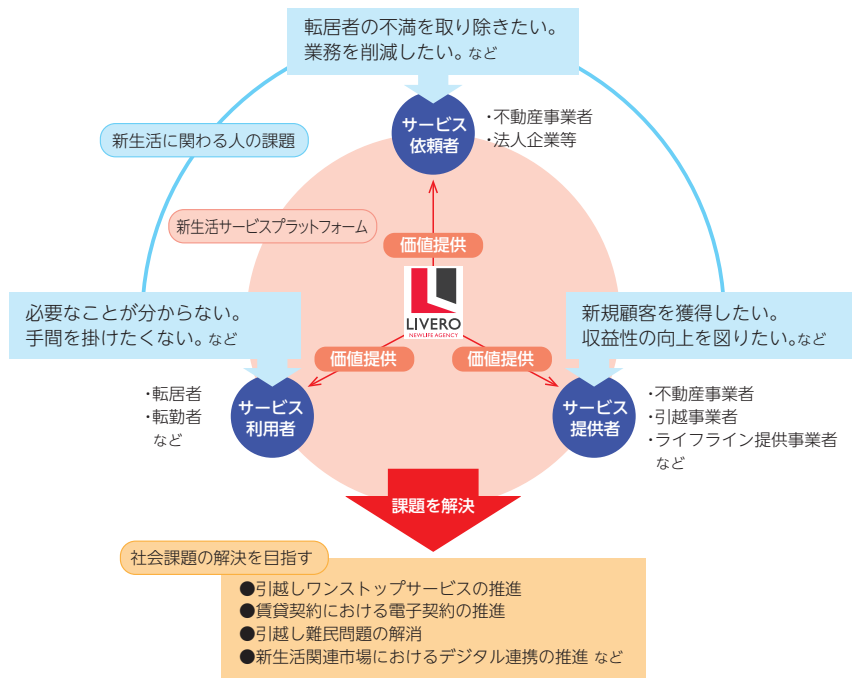 転居者の不満を取り除きたい。
業務を削減したい。など
サービス
依頼者
・不動産事業者
・法人企業等
新生活に関わる人の課題
新生活サービスプラットフォーム
価値提供
LIVERO
NEWLIFE AGENCY
必要なことが分からない。
手間を掛けたくない。など
新規顧客を獲得したい。
収益性の向上を図りたい。など
価値提供
価値提供
・転居者
・転勤者
など
サービス
利用者
サービス
提供者
・不動産事業者
・引越事業者
・ライフライン提供事業者
など
課題を解決
社会課題の解決を目指す
●引越しワンストップサービスの推進
●賃貸契約における電子契約の推進
●引越し難民問題の解消
●新生活関連市場におけるデジタル連携の推進 など